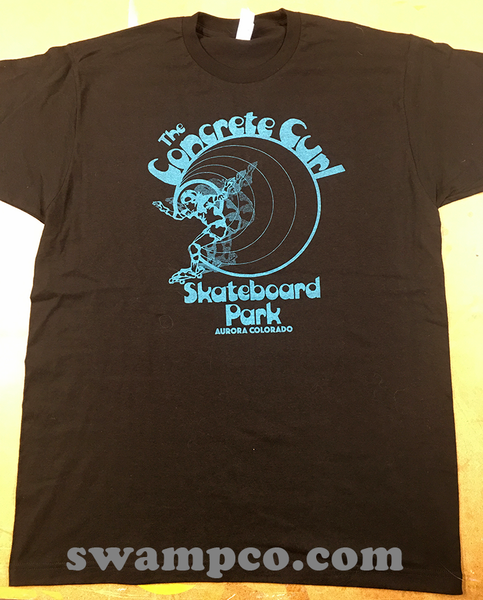 The
Concrete Curl
Skateboard
Park
AURORA COLORADO
swampco.com